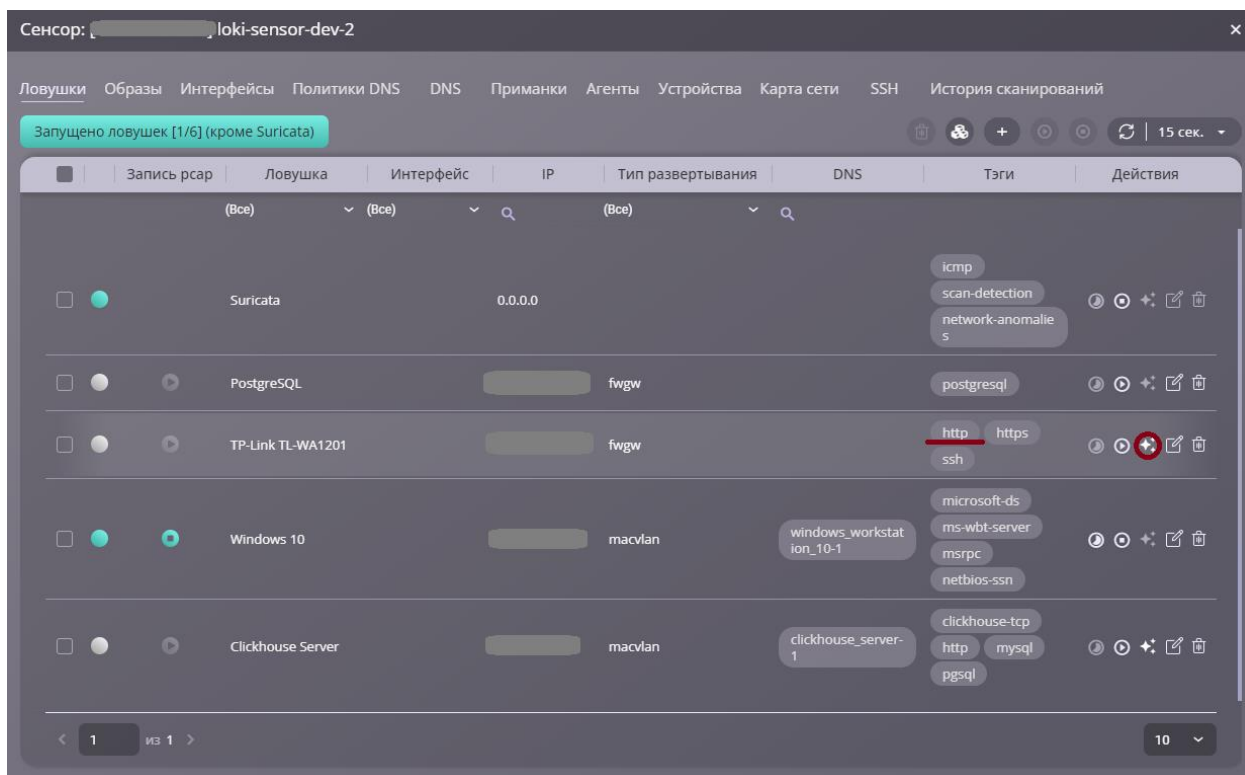 Сенсор: [ ]loki-sensor-dev-2
Ловушки Образы Интерфейсы Политики DNS DNS Приманки Агенты Устройства Карта сети SSH История сканирований
Запущено ловушек [1/6] (кроме Suricata) 15 сек.
Запись pcap Ловушка Интерфейс IP Тип развертывания DNS Тэги Действия
(Все) (Все) (Все)
icmp
Suricata 0.0.0.0 scan-detection
network-anomalie
s
PostgreSQL fwgw postgresql
http https
TP-Link TL-WA1201 fwgw
ssh
microsoft-ds
windows_workstat ms-wbt-server
Windows 10 macvlan
ion_10-1 msrpc
netbios-ssn
clickhouse-tcp
clickhouse_server- http mysql
Clickhouse Server macvlan
1
pgsql
1 из 1 10